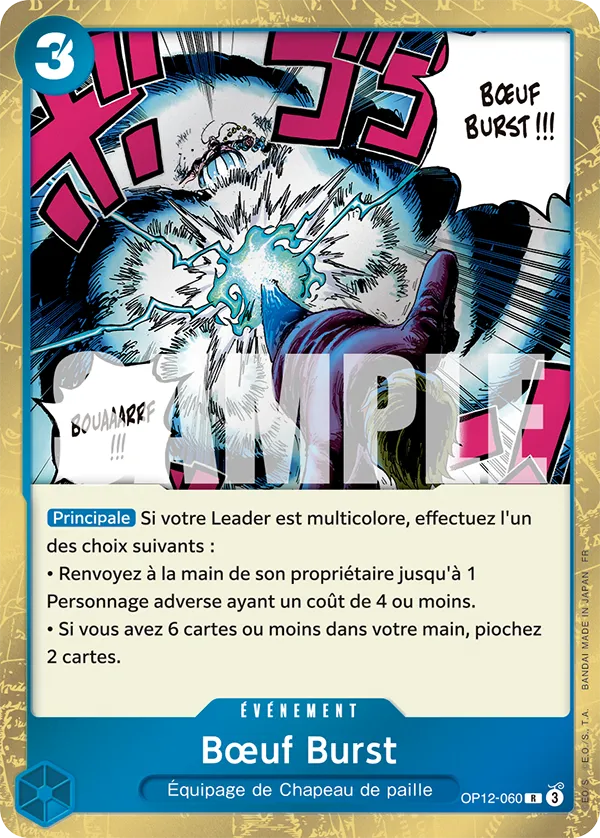 3
ギ
ゴゴ
BŒUF
BURST !!!
SAMPLE
BOUAAARRF
!!!
Principale Si votre Leader est multicolore, effectuez l'un
des choix suivants :
• Renvoyez à la main de son propriétaire jusqu'à 1
Personnage adverse ayant un coût de 4 ou moins.
• Si vous avez 6 cartes ou moins dans votre main, piochez
2 cartes.
ÉVÉNEMENT
Bœuf Burst
Équipage de Chapeau de paille
OP12-060 R 3
©E.O./S. ©E.O./S., T.A. BANDAI MADE IN JAPAN FR